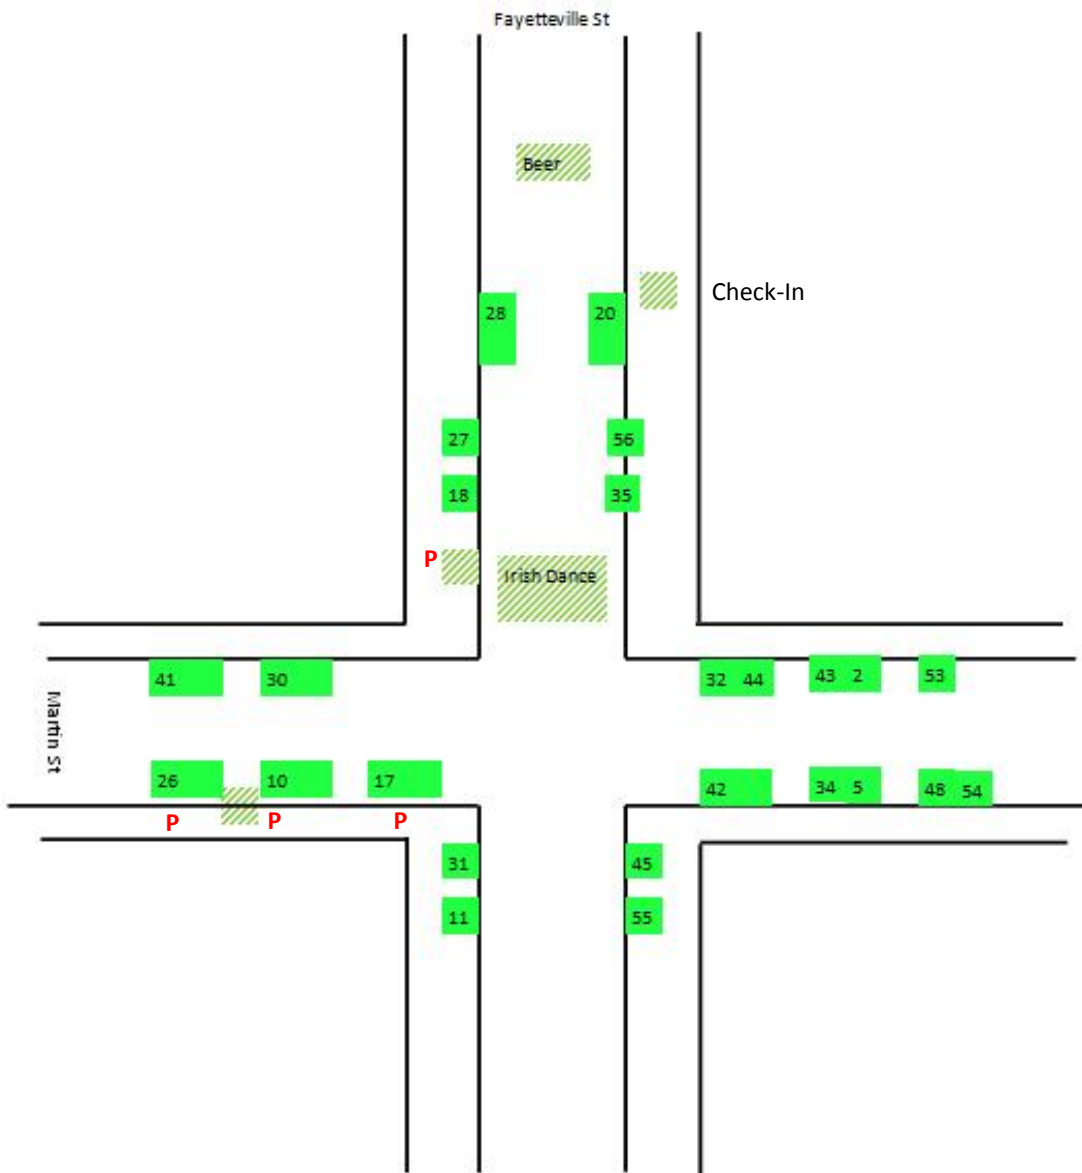 Fayetteville St
Beer
Check-In
28 20
27 56
18 35
P Irish Dance
41 30 32 44 43 2 53
Martin St
26 10 17 42 34 5 48 54
P P P
31 45
11 55